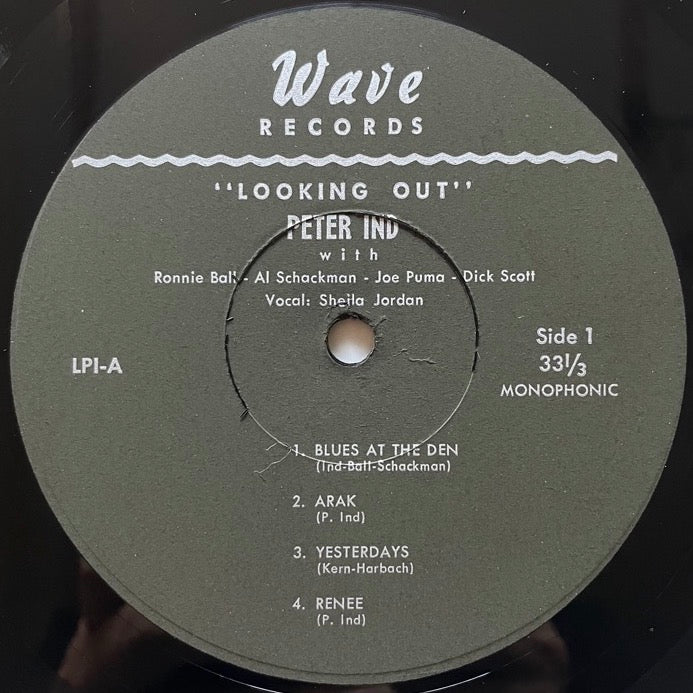 Wave
RECORDS
"LOOKING OUT"
PETER IND
with
Ronnie Ball - Al Schackman - Joe Puma - Dick Scott
Vocal: Sheila Jordan
LPI-A
Side 1
33⅓
MONOPHONIC
1. BLUES AT THE DEN
(Ind-Ball-Schackman)
2. ARAK
(P. Ind)
3. YESTERDAYS
(Kern-Harbach)
4. RENEE
(P. Ind)